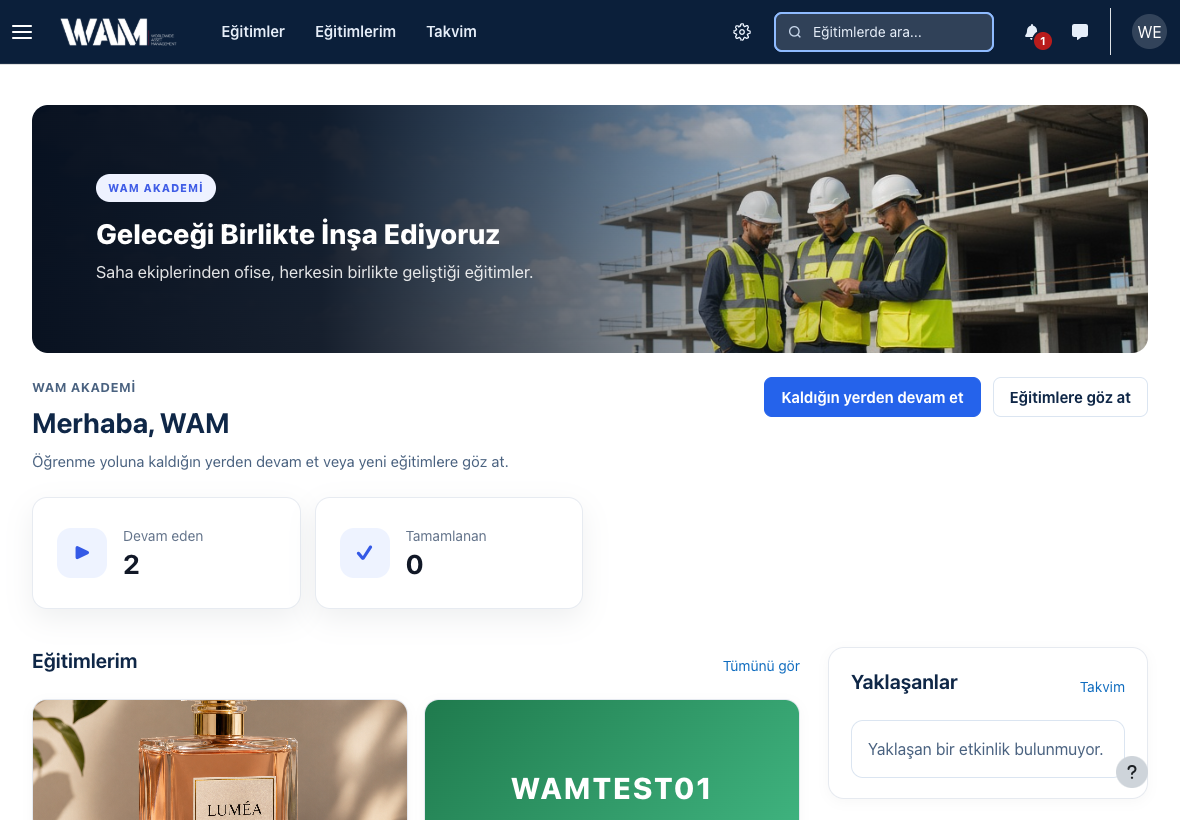 WAM
Eğitimler
Eğitimlerim
Takvim
Eğitimlerde ara...
1
WE
WAM AKADEMİ
Geleceği Birlikte İnşa Ediyoruz
Saha ekiplerinden ofise, herkesin birlikte geliştiği eğitimler.
WAM AKADEMİ
Merhaba, WAM
Öğrenme yoluna kaldığın yerden devam et veya yeni eğitimlere göz at.
Kaldığın yerden devam et
Eğitimlere göz at
Devam eden
2
Tamamlanan
0
Eğitimlerim
Tümünü gör
LUMÉA
WAMTEST01
Yaklaşanlar
Takvim
Yaklaşan bir etkinlik bulunmuyor.
?